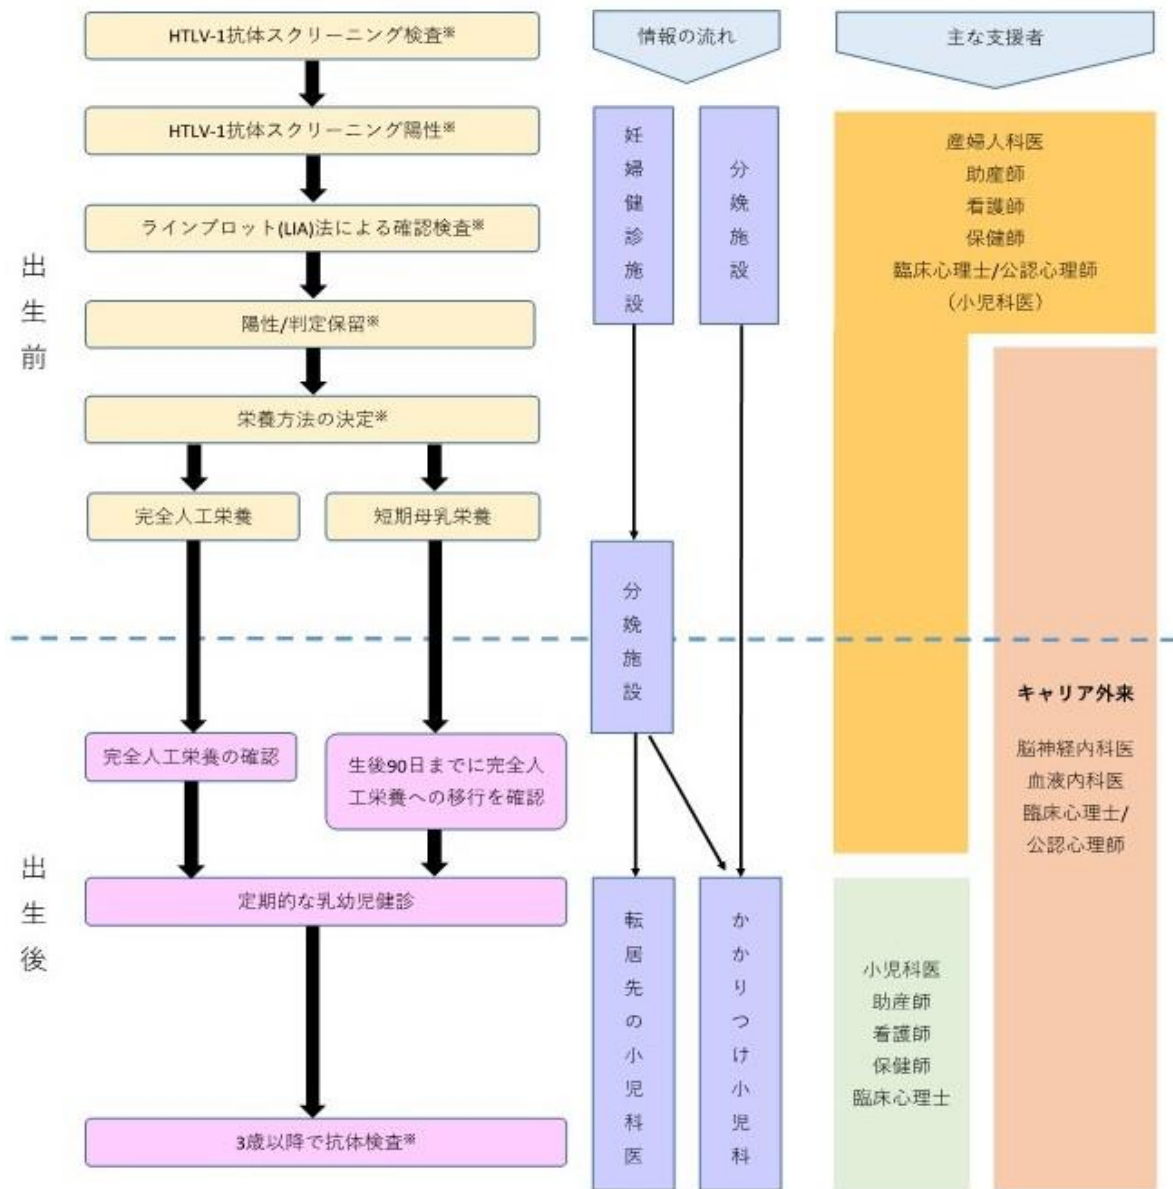 HTLV-1抗体スクリーニング検査※
HTLV-1抗体スクリーニング陽性※
ラインブロット(LIA)法による確認検査※
陽性/判定保留※
栄養方法の決定※
完全人工栄養
短期母乳栄養
出生前
完全人工栄養の確認
生後90日までに完全人
工栄養への移行を確認
定期的な乳幼児健診
3歳以降で抗体検査※
出生後
情報の流れ
妊婦健診施設
分娩施設
分娩施設
転居先の小児科医
かかりつけ小児科
主な支援者
産婦人科医
助産師
看護師
保健師
臨床心理士/公認心理師
(小児科医)
キャリア外来
脳神経内科医
血液内科医
臨床心理士/
公認心理師
小児科医
助産師
看護師
保健師
臨床心理士